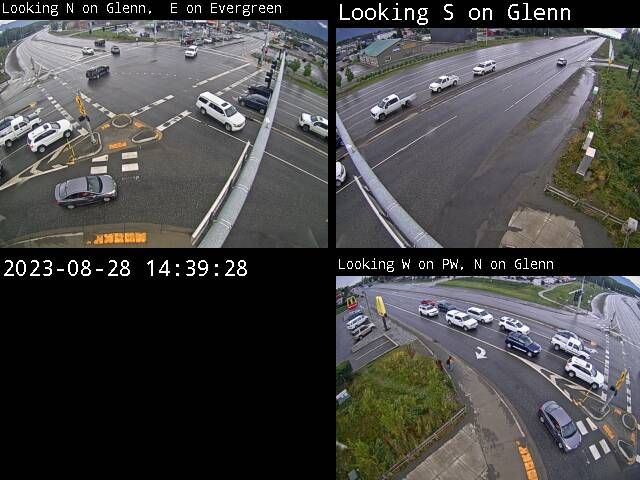 Looking N on Glenn,  E on Evergreen
Looking S on Glenn
2023-08-28 14:39:28
Looking W on PW, N on Glenn